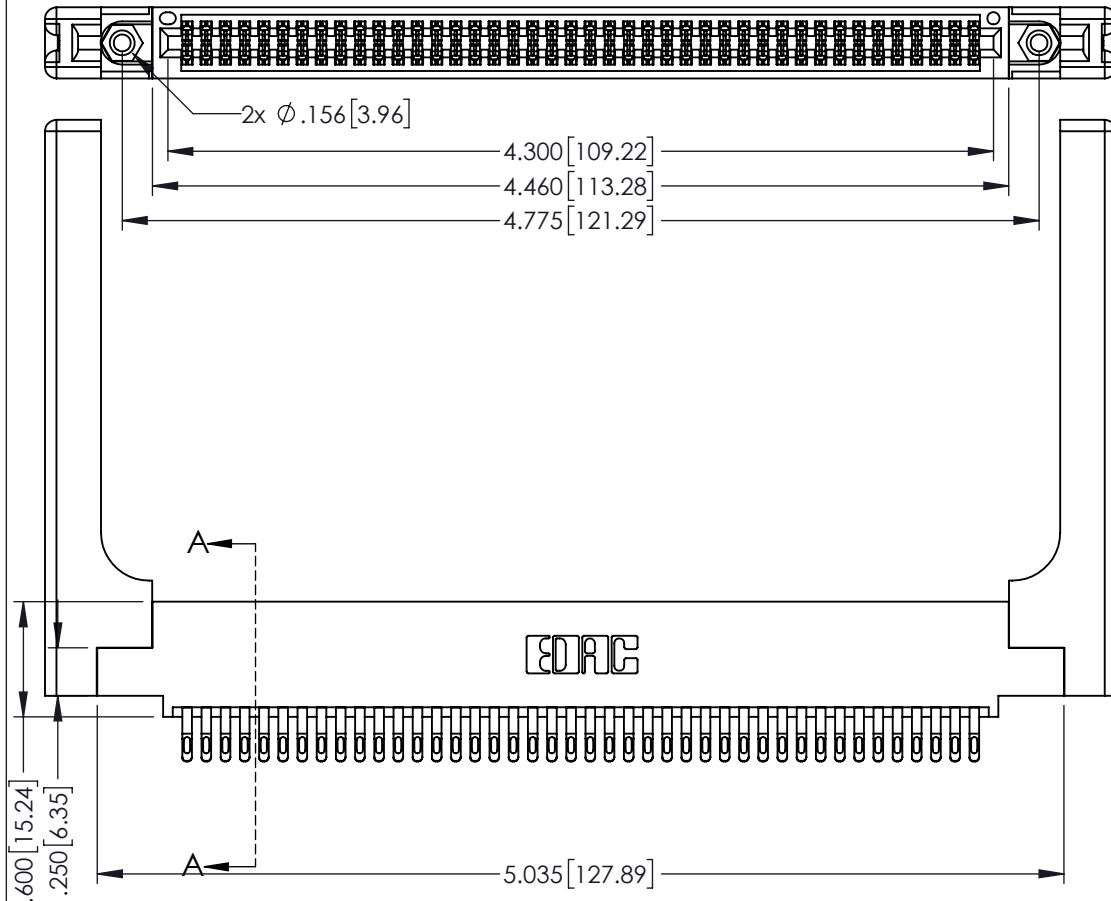 2x ⌀.156[3.96]
4.300[109.22]
4.460[113.28]
4.775[121.29]
A
EDAC
.600[15.24]
.250[6.35]
A
5.035[127.89]